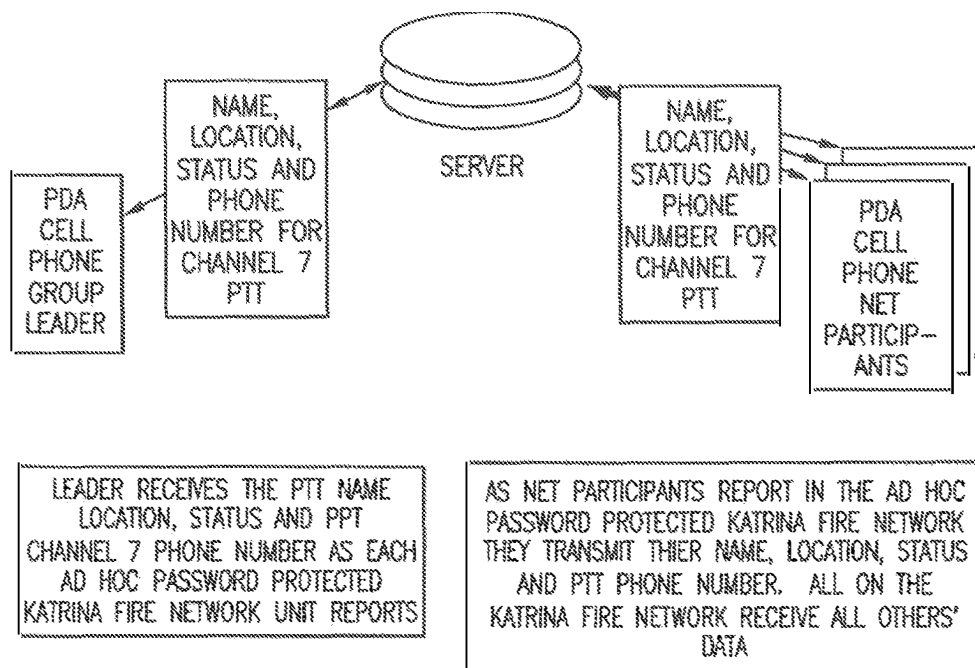 NAME,
LOCATION,
STATUS AND
PHONE
NUMBER FOR
CHANNEL 7
PTT
SERVER
NAME,
LOCATION,
STATUS AND
PHONE
NUMBER FOR
CHANNEL 7
PTT
PDA
CELL
PHONE
GROUP
LEADER
PDA
CELL
PHONE
NET
PARTICIP-
ANTS
LEADER RECEIVES THE PTT NAME
LOCATION, STATUS AND PPT
CHANNEL 7 PHONE NUMBER AS EACH
AD HOC PASSWORD PROTECTED
KATRINA FIRE NETWORK UNIT REPORTS
AS NET PARTICIPANTS REPORT IN THE AD HOC
PASSWORD PROTECTED KATRINA FIRE NETWORK
THEY TRANSMIT THIER NAME, LOCATION, STATUS
AND PTT PHONE NUMBER. ALL ON THE
KATRINA FIRE NETWORK RECEIVE ALL OTHERS'
DATA